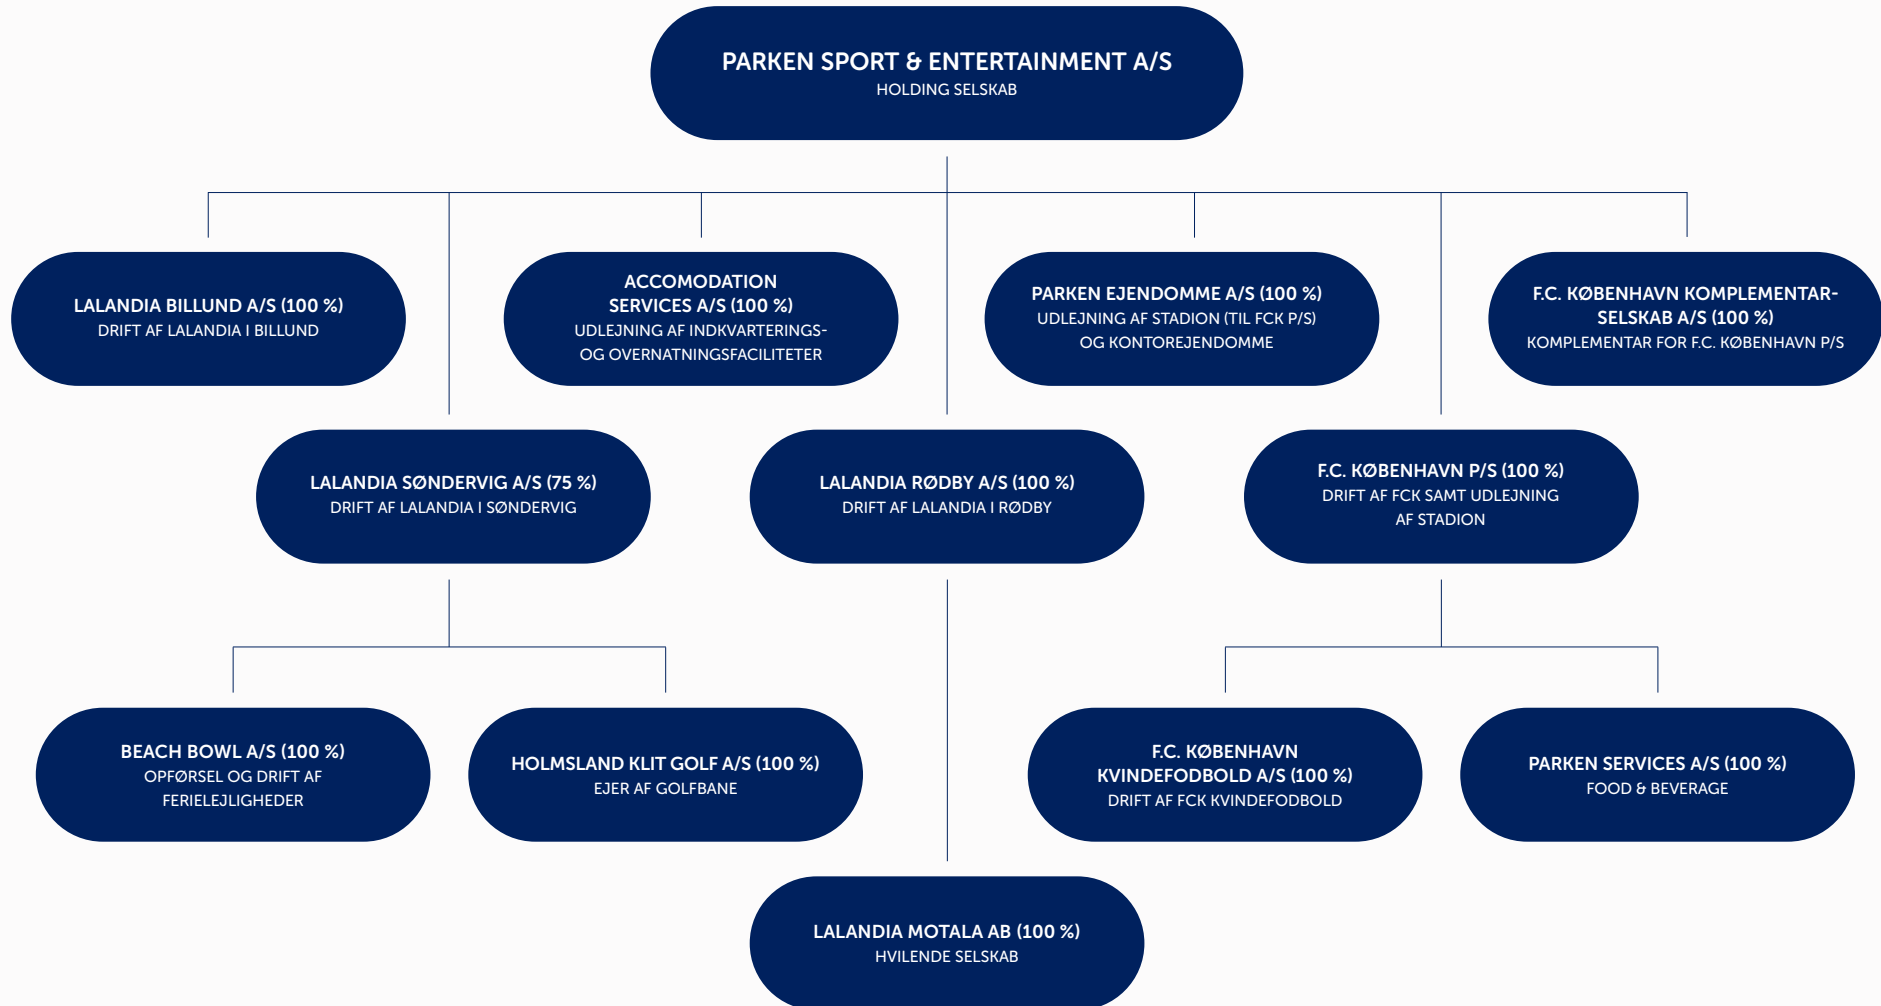 PARKEN SPORT & ENTERTAINMENT A/S
HOLDING SELSKAB
LALANDIA BILLUND A/S (100 %)
DRIFT AF LALANDIA I BILLUND
ACCOMODATION
SERVICES A/S (100 %)
UDLEJNING AF INDKVARTERINGS-
OG OVERNATNINGSFACILITETER
PARKEN EJENDOMME A/S (100 %)
UDLEJNING AF STADION (TIL FCK P/S)
OG KONTOREJENDOMME
F.C. KØBENHAVN KOMPLEMENTAR-
SELSKAB A/S (100 %)
KOMPLEMENTAR FOR F.C. KØBENHAVN P/S
LALANDIA SØNDERVIG A/S (75 %)
DRIFT AF LALANDIA I SØNDERVIG
LALANDIA RØDBY A/S (100 %)
DRIFT AF LALANDIA I RØDBY
F.C. KØBENHAVN P/S (100 %)
DRIFT AF FCK SAMT UDLEJNING
AF STADION
BEACH BOWL A/S (100 %)
OPFØRSEL OG DRIFT AF
FERIELEJLIGHEDER
HOLMSLAND KLIT GOLF A/S (100 %)
EJER AF GOLFBANE
F.C. KØBENHAVN
KVINDEFODBOLD A/S (100 %)
DRIFT AF FCK KVINDEFODBOLD
PARKEN SERVICES A/S (100 %)
FOOD & BEVERAGE
LALANDIA MOTALA AB (100 %)
HVILENDE SELSKAB